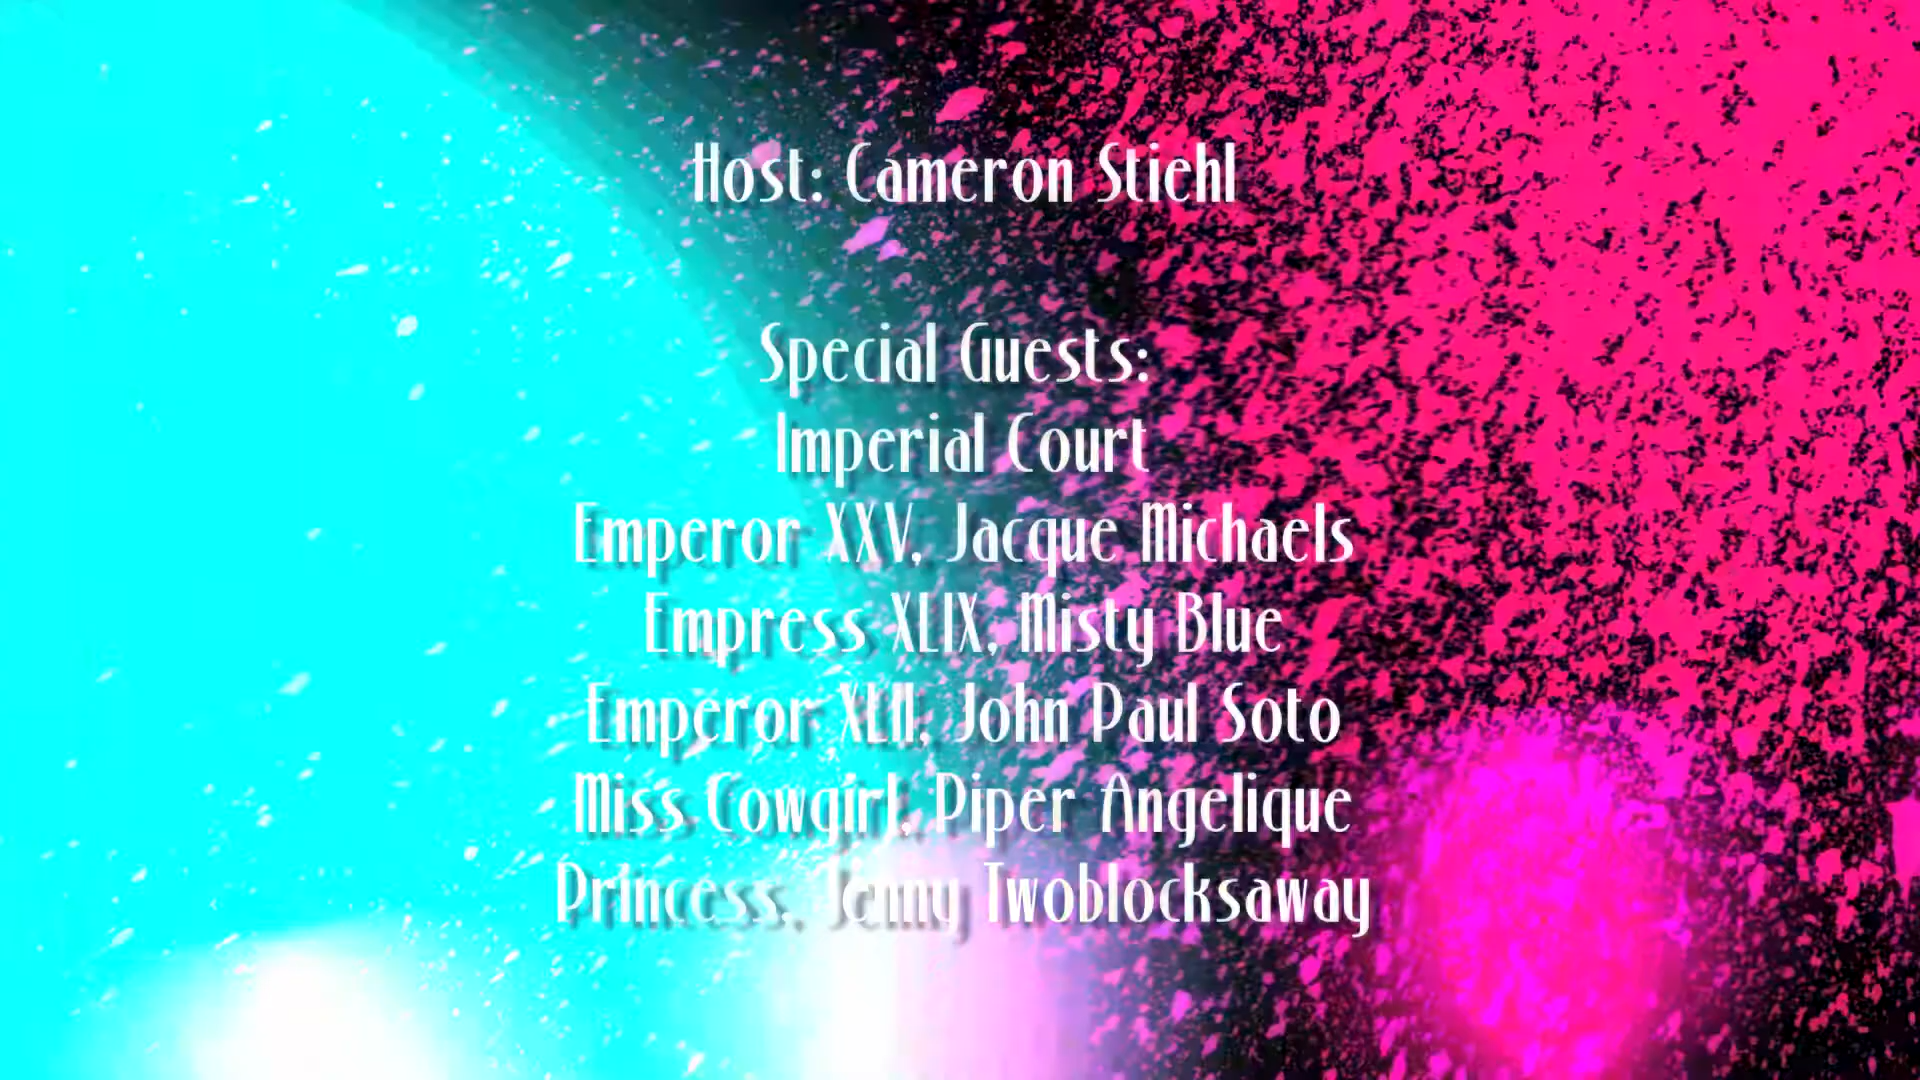 Host: Cameron Stiehl
Special Guests:
Imperial Court
Emperor XXV, Jacque Michaels
Empress XLIX, Misty Blue
Emperor XLII, John Paul Soto
Miss Cowgirl, Piper Angelique
Princess, Jenny Twoblocksaway